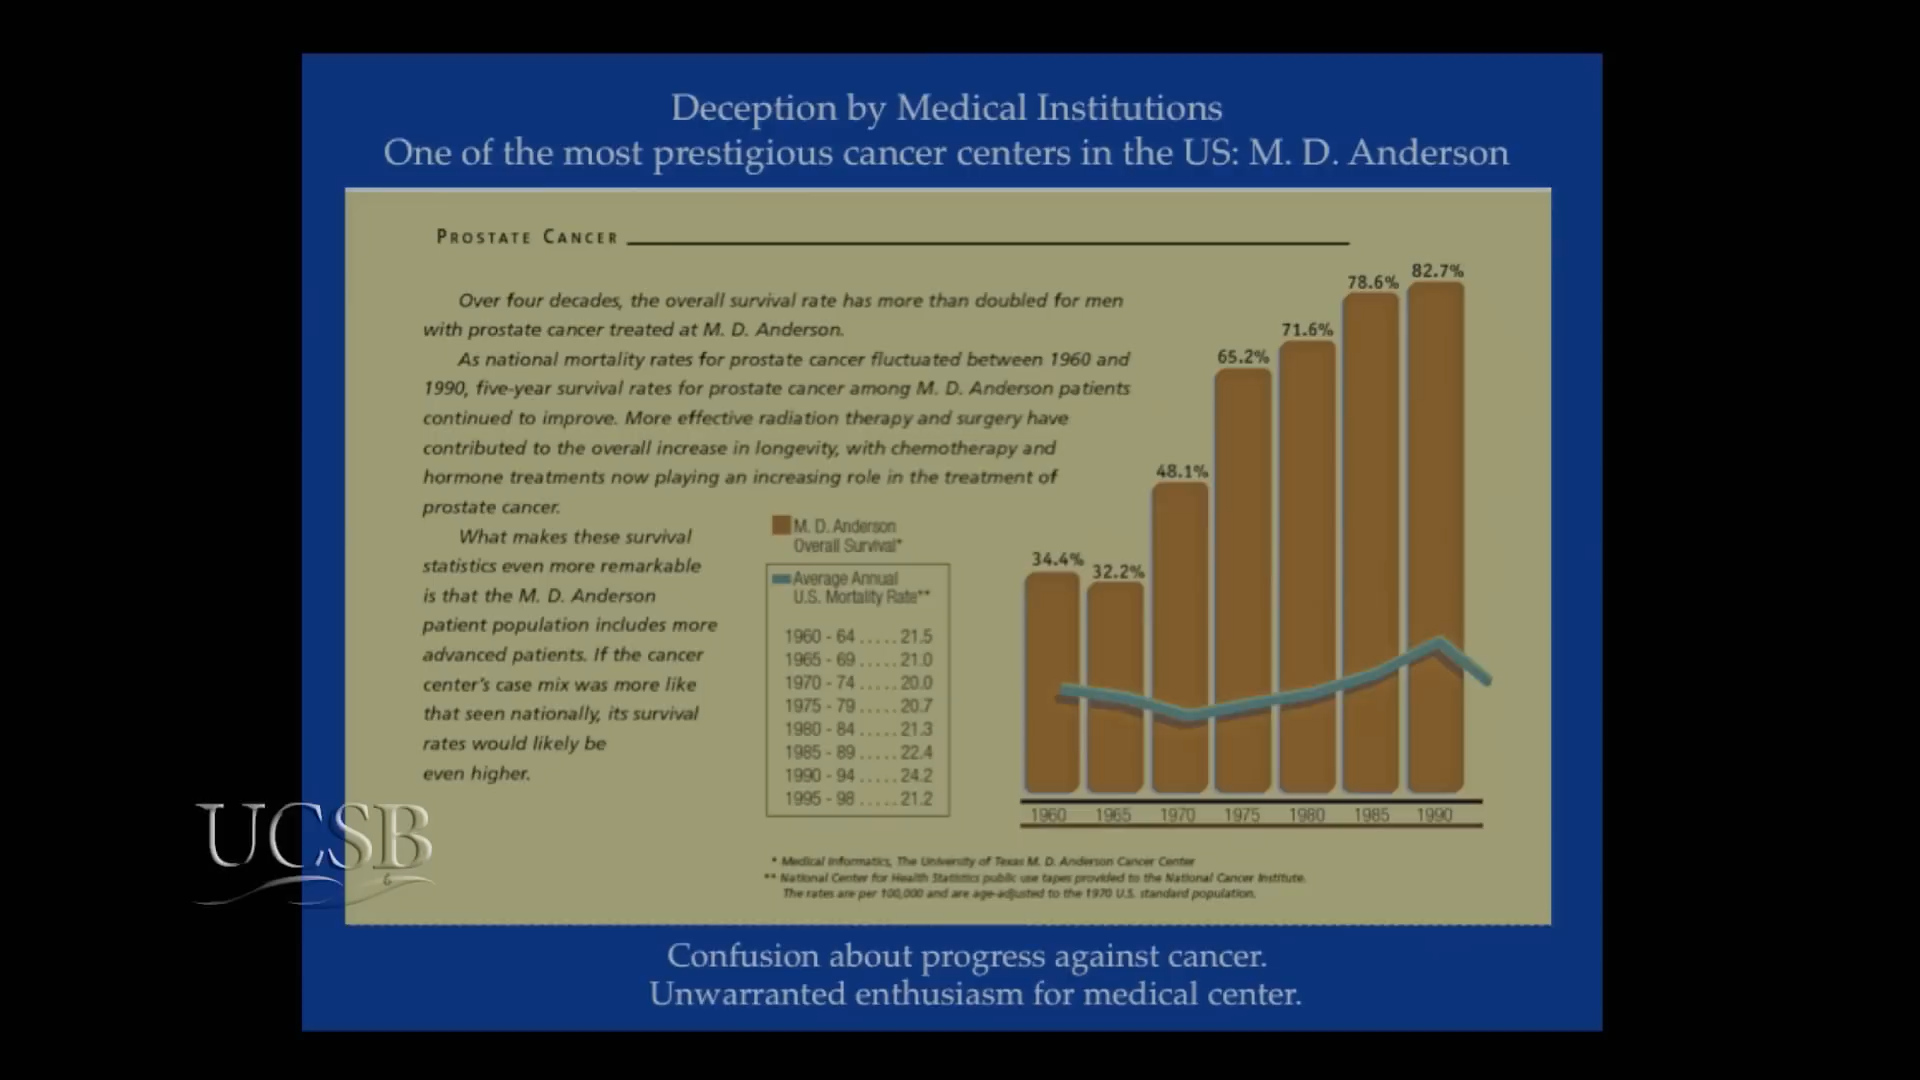 Deception by Medical Institutions
One of the most prestigious cancer centers in the US: M. D. Anderson
PROSTATE CANCER
Over four decades, the overall survival rate has more than doubled for men
with prostate cancer treated at M. D. Anderson.
As national mortality rates for prostate cancer fluctuated between 1960 and
1990, five-year survival rates for prostate cancer among M. D. Anderson patients
continued to improve. More effective radiation therapy and surgery have
contributed to the overall increase in longevity, with chemotherapy and
hormone treatments now playing an increasing role in the treatment of
prostate cancer.
What makes these survival
statistics even more remarkable
is that the M. D. Anderson
patient population includes more
advanced patients. If the cancer
center's case mix was more like
that seen nationally, its survival
rates would likely be
even higher.
M. D. Anderson
Overall Survival*
Average Annual
U.S. Mortality Rate**
1960 - 64 ..... 21.5
1965 - 69 ..... 21.0
1970 - 74 ..... 20.0
1975 - 79 ..... 20.7
1980 - 84 ..... 21.3
1985 - 89 ..... 22.4
1990 - 94 ..... 24.2
1995 - 98 ..... 21.2
34.4%
32.2%
48.1%
65.2%
71.6%
78.6%
82.7%
1960 1965 1970 1975 1980 1985 1990
* Medical Informatics, The University of Texas M. D. Anderson Cancer Center
** National Center for Health Statistics public use tapes provided to the National Cancer Institute.
The rates are per 100,000 and are age-adjusted to the 1970 U.S. standard population.
UCSB
Confusion about progress against cancer.
Unwarranted enthusiasm for medical center.